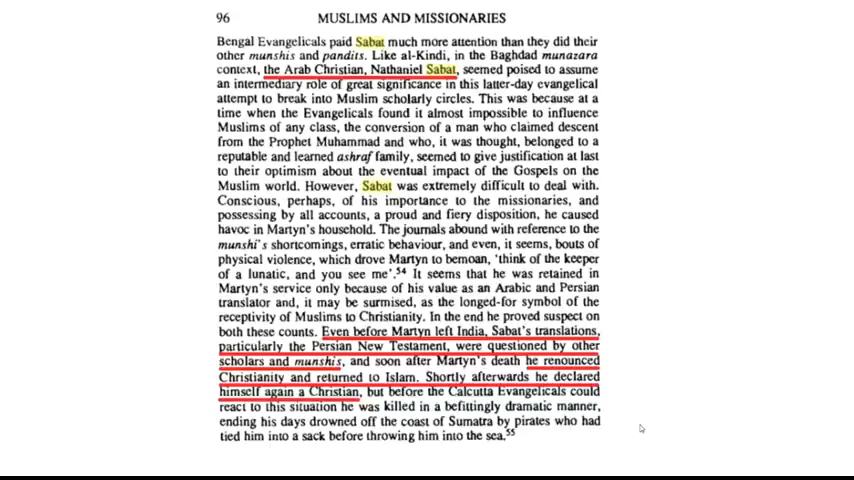 96 MUSLIMS AND MISSIONARIES
Bengal Evangelicals paid Sabat much more attention than they did their
other munshis and pandits. Like al-Kindi, in the Baghdad munazara
context, the Arab Christian, Nathaniel Sabat, seemed poised to assume
an intermediary role of great significance in this latter-day evangelical
attempt to break into Muslim scholarly circles. This was because at a
time when the Evangelicals found it almost impossible to influence
Muslims of any class, the conversion of a man who claimed descent
from the Prophet Muhammad and who, it was thought, belonged to a
reputable and learned ashraf family, seemed to give justification at last
to their optimism about the eventual impact of the Gospels on the
Muslim world. However, Sabat was extremely difficult to deal with.
Conscious, perhaps, of his importance to the missionaries, and
possessing by all accounts, a proud and fiery disposition, he caused
havoc in Martyn's household. The journals abound with reference to the
munshi's shortcomings, erratic behaviour, and even, it seems, bouts of
physical violence, which drove Martyn to bemoan, 'think of the keeper
of a lunatic, and you see me'.54 It seems that he was retained in
Martyn's service only because of his value as an Arabic and Persian
translator and, it may be surmised, as the longed-for symbol of the
receptivity of Muslims to Christianity. In the end he proved suspect on
both these counts. Even before Martyn left India, Sabat's translations,
particularly the Persian New Testament, were questioned by other
scholars and munshis, and soon after Martyn's death he renounced
Christianity and returned to Islam. Shortly afterwards he declared
himself again a Christian, but before the Calcutta Evangelicals could
react to this situation he was killed in a befittingly dramatic manner,
ending his days drowned off the coast of Sumatra by pirates who had
tied him into a sack before throwing him into the sea.55